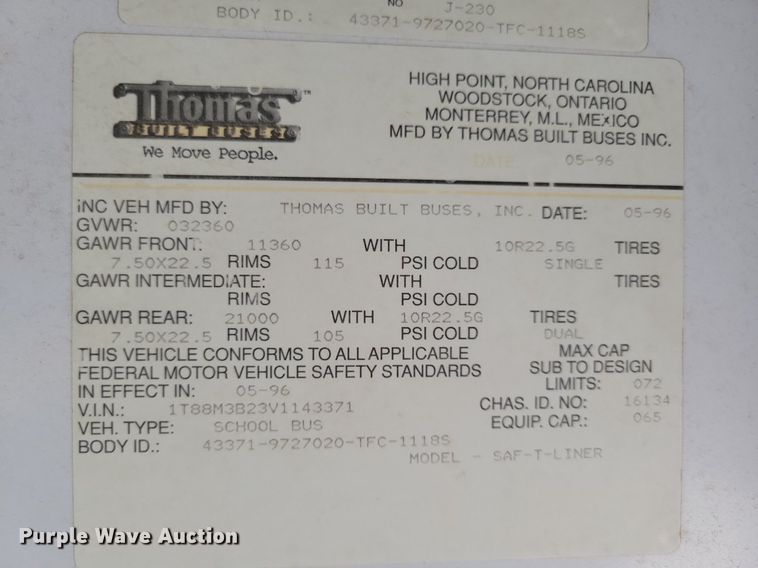 NO J-230
BODY ID.: 43371-9727020-TFC-1118S
Thomas™
BUILT BUSES
We Move People.
HIGH POINT, NORTH CAROLINA
WOODSTOCK, ONTARIO
MONTERREY, M.L., MEXICO
MFD BY THOMAS BUILT BUSES INC.
DATE 05-96
INC VEH MFD BY: THOMAS BUILT BUSES, INC. DATE: 05-96
GVWR: 032360
GAWR FRONT: 11360 WITH 10R22.5G TIRES
7.50X22.5 RIMS 115 PSI COLD SINGLE
GAWR INTERMEDIATE: WITH TIRES
RIMS PSI COLD
GAWR REAR: 21000 WITH 10R22.5G TIRES
7.50X22.5 RIMS 105 PSI COLD DUAL
THIS VEHICLE CONFORMS TO ALL APPLICABLE MAX CAP
FEDERAL MOTOR VEHICLE SAFETY STANDARDS SUB TO DESIGN
IN EFFECT IN: 05-96 LIMITS: 072
V.I.N.: 1T88M3B23V1143371 CHAS. ID. NO: 16134
VEH. TYPE: SCHOOL BUS EQUIP. CAP.: 065
BODY ID.: 43371-9727020-TFC-1118S
MODEL - SAF-T-LINER
Purple Wave Auction